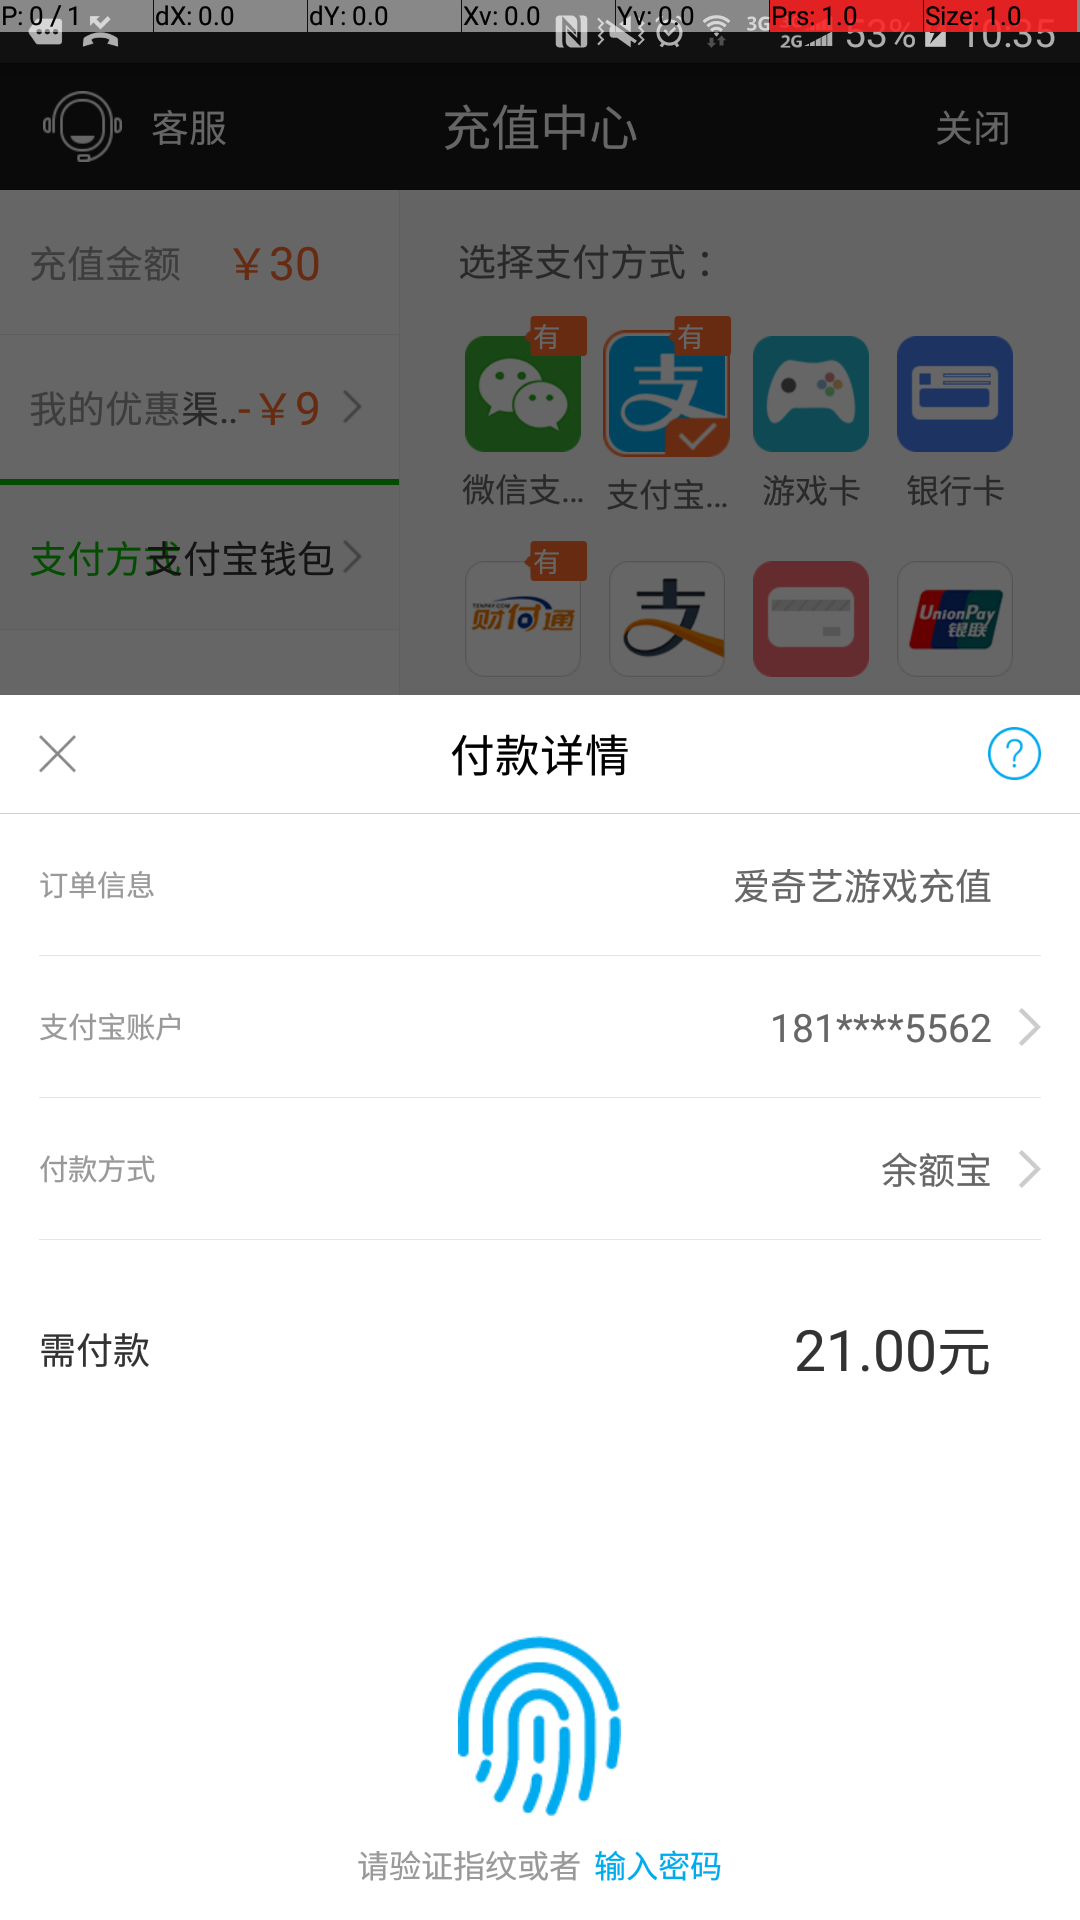 P: 0 / 1 dX: 0.0 dY: 0.0 Xv: 0.0 Yv: 0.0 Prs: 1.0 Size: 1.0
3G 2G 53% 10:35
客服 充值中心 关闭
充值金额 ¥30
我的优惠渠..-¥9
支付方式 支付宝钱包
选择支付方式：
有 有
微信支... 支付宝... 游戏卡 银行卡
有
TENPAY.COM
财付通 支 UnionPay
银联
付款详情 ?
订单信息 爱奇艺游戏充值
支付宝账户 181****5562
付款方式 余额宝
需付款 21.00元
请验证指纹或者 输入密码